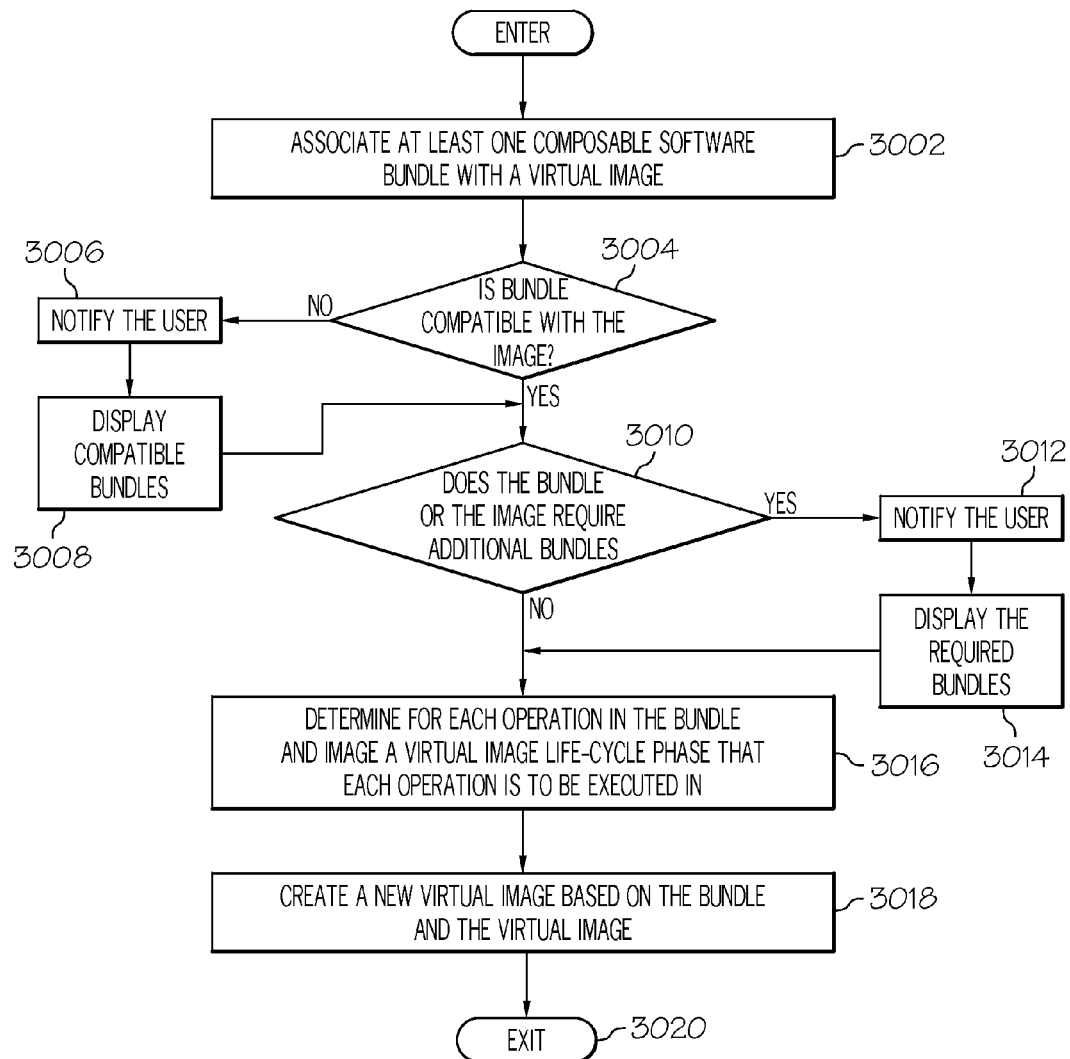 ENTER
ASSOCIATE AT LEAST ONE COMPOSABLE SOFTWARE
BUNDLE WITH A VIRTUAL IMAGE
3002
3004
IS BUNDLE
COMPATIBLE WITH THE
IMAGE?
NO
YES
3006
NOTIFY THE USER
DISPLAY
COMPATIBLE
BUNDLES
3008
3010
DOES THE BUNDLE
OR THE IMAGE REQUIRE
ADDITIONAL BUNDLES
YES
NO
3012
NOTIFY THE USER
DISPLAY THE
REQUIRED
BUNDLES
3014
DETERMINE FOR EACH OPERATION IN THE BUNDLE
AND IMAGE A VIRTUAL IMAGE LIFE-CYCLE PHASE THAT
EACH OPERATION IS TO BE EXECUTED IN
3016
CREATE A NEW VIRTUAL IMAGE BASED ON THE BUNDLE
AND THE VIRTUAL IMAGE
3018
EXIT
3020